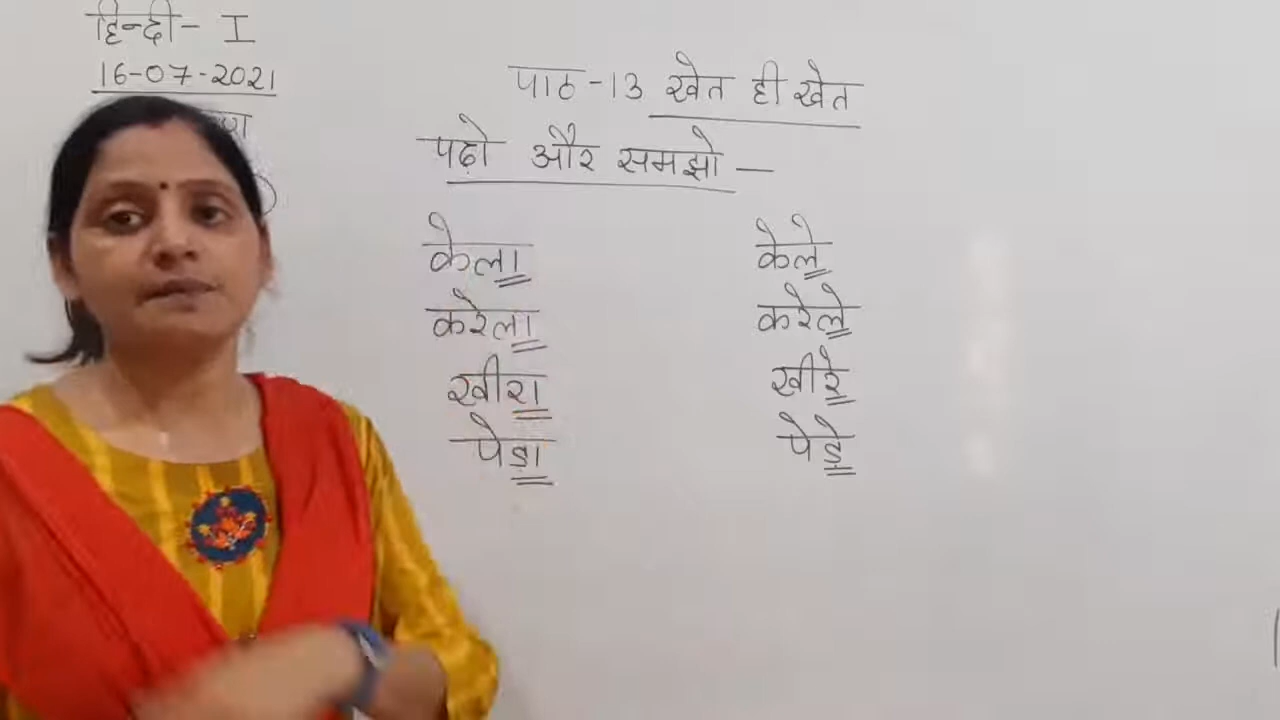 हिन्दी- I
16-07-2021
पाठ -13 खेत ही खेत
पढ़ो और समझो —
केला केले
करेला करेले
खीरा खीरे
पेड़ा पेड़े